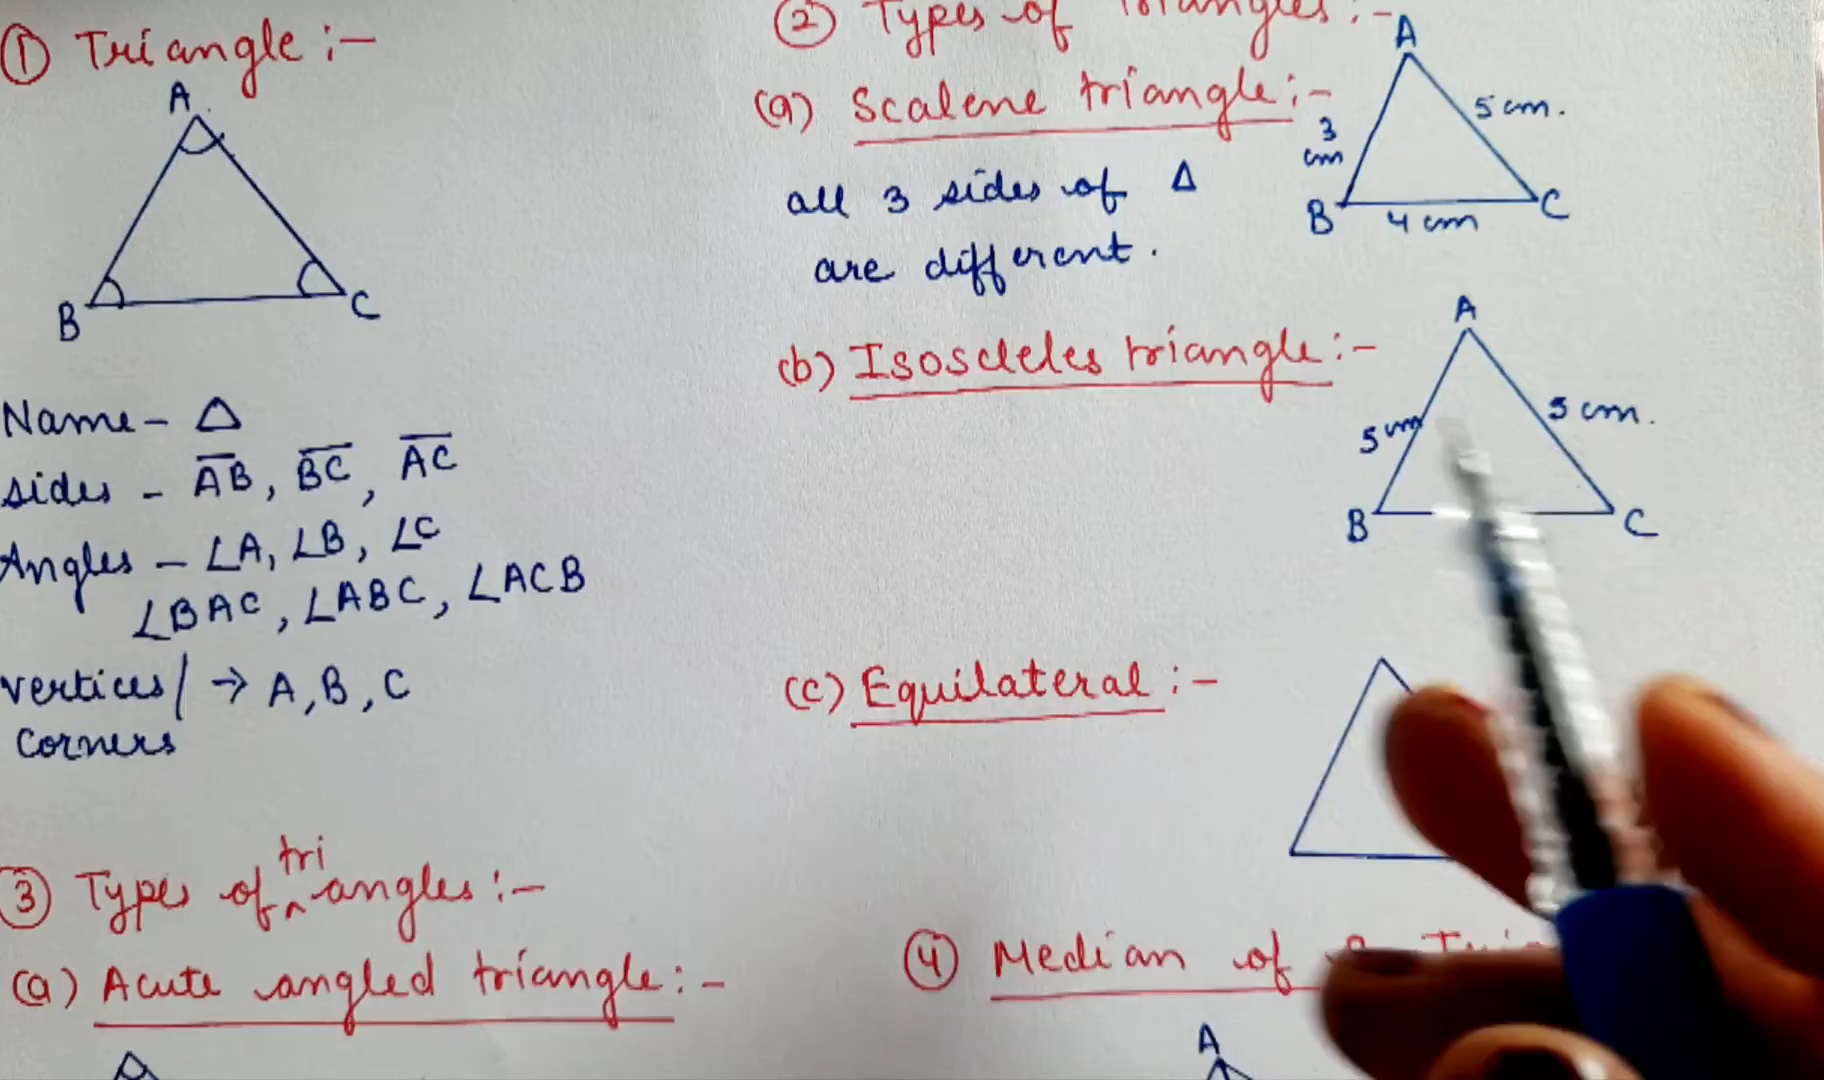 ① Triangle :-
A
B
C
Name - Δ
sides - AB, BC, AC
Angles - ∠A, ∠B, ∠C
∠BAC, ∠ABC, ∠ACB
vertices/ → A, B, C
corners
② Types of Triangles :-
(a) Scalene triangle :-
all 3 sides of Δ
are different.
A
3
cm
5 cm.
B
4 cm
C
(b) Isosceles triangle :-
A
5 cm
5 cm.
B
C
(c) Equilateral :-
③ Types of triangles :-
(a) Acute angled triangle :-
④ Median of
A